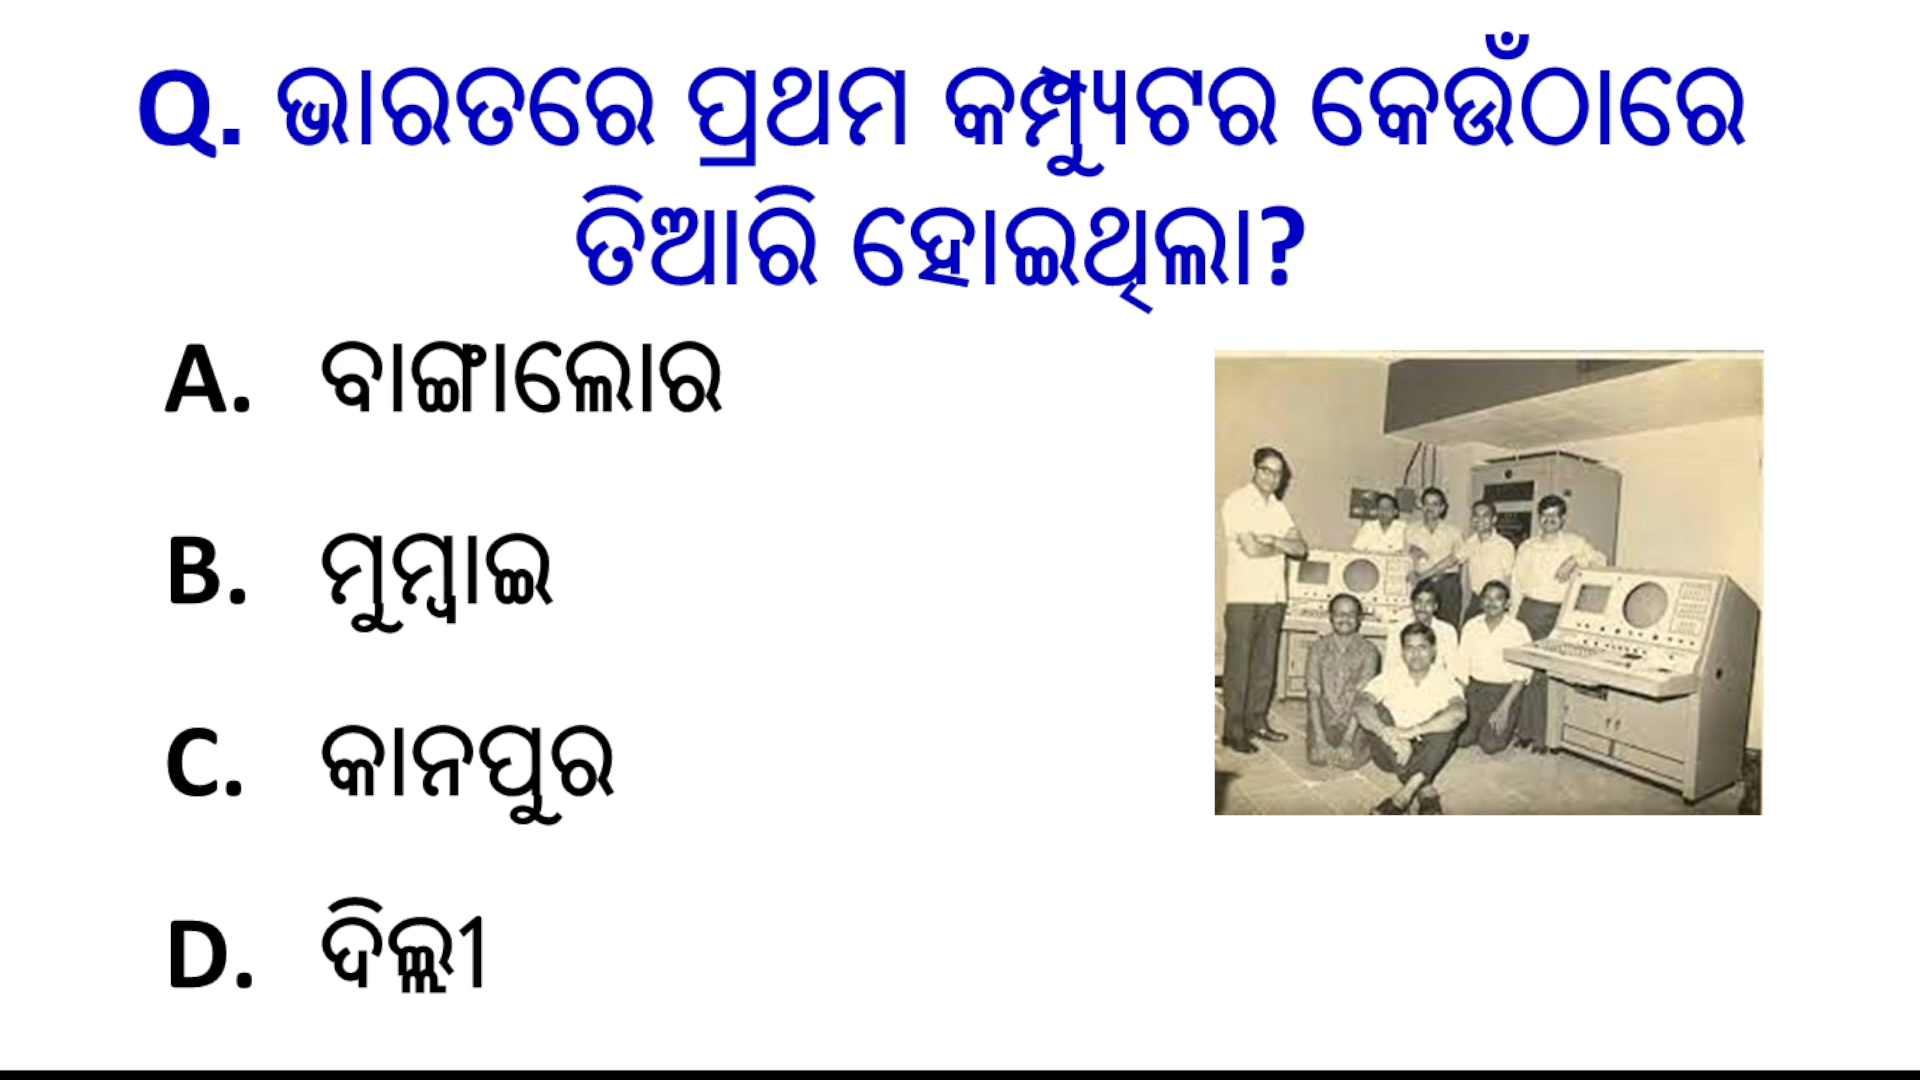 Q. ଭାରତରେ ପ୍ରଥମ କମ୍ପ୍ୟୁଟର କେଉଁଠାରେ
ତିଆରି ହୋଇଥିଲା?
A. ବାଙ୍ଗାଲୋର
B. ମୁମ୍ବାଇ
C. କାନପୁର
D. ଦିଲ୍ଲୀ